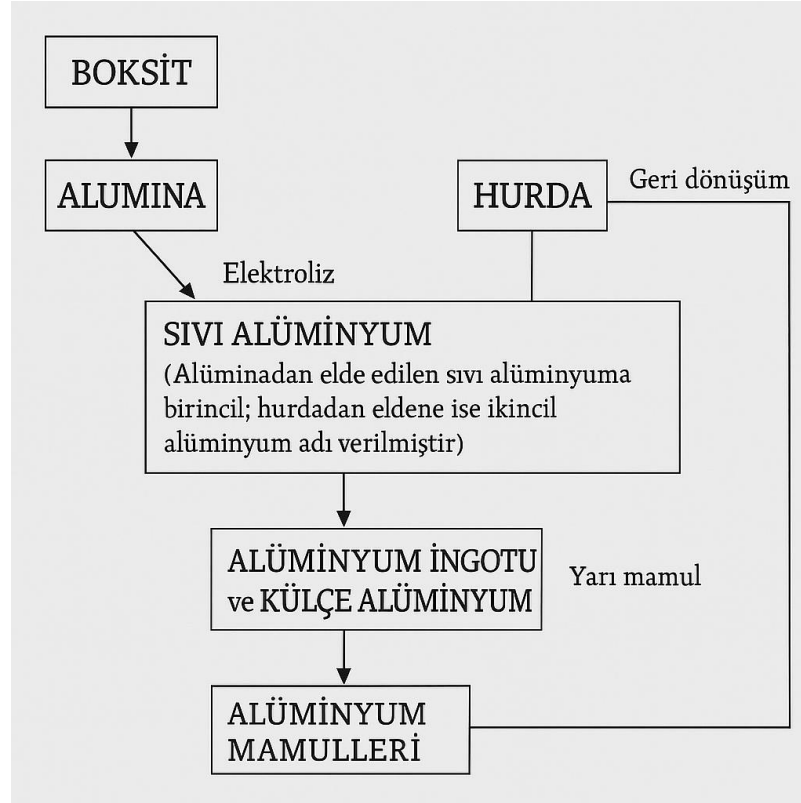 BOKSİT
ALUMINA
HURDA
Geri dönüşüm
Elektroliz
SIVI ALÜMİNYUM
(Alüminadan elde edilen sıvı alüminyuma
birincil; hurdadan eldene ise ikincil
alüminyum adı verilmiştir)
ALÜMİNYUM İNGOTU
ve KÜLÇE ALÜMİNYUM
Yarı mamul
ALÜMİNYUM
MAMULLERİ